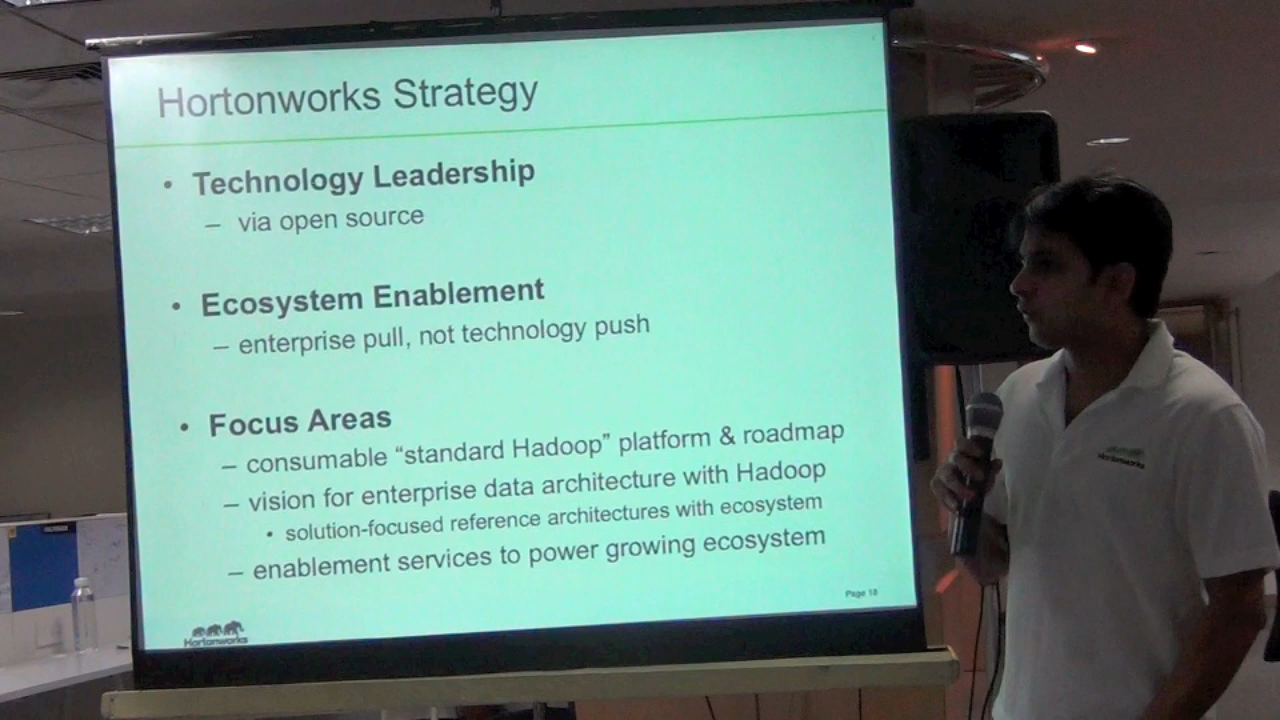 Hortonworks Strategy
• Technology Leadership
– via open source
• Ecosystem Enablement
– enterprise pull, not technology push
• Focus Areas
– consumable “standard Hadoop” platform & roadmap
– vision for enterprise data architecture with Hadoop
• solution-focused reference architectures with ecosystem
– enablement services to power growing ecosystem
Page 18
Hortonworks
Hortonworks